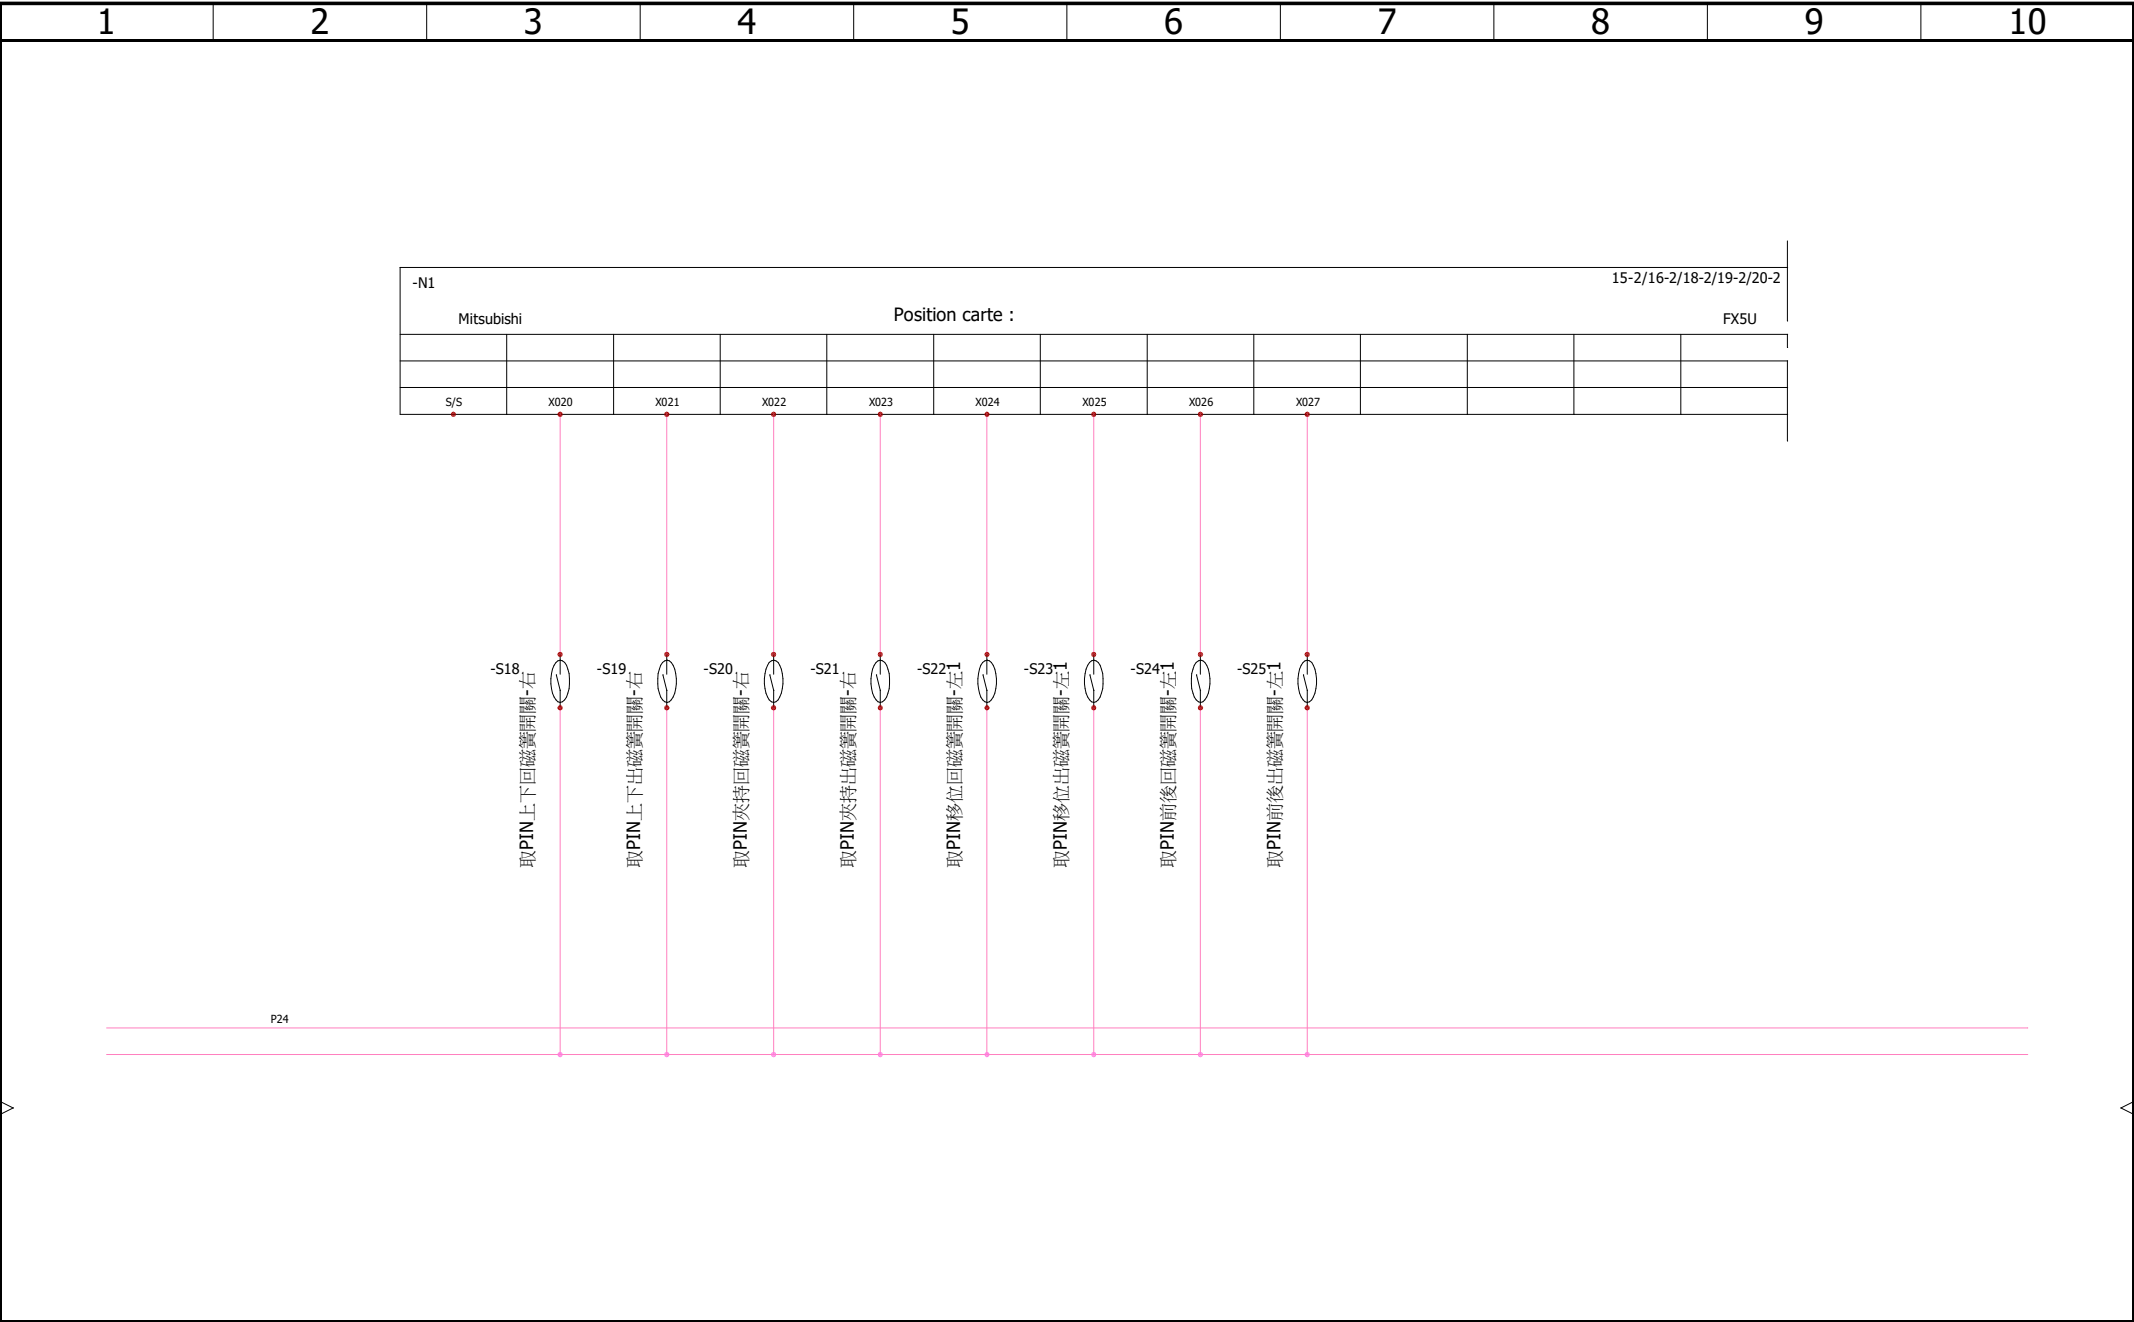 1 2 3 4 5 6 7 8 9 10
-N1 15-2/16-2/18-2/19-2/20-2
Mitsubishi Position carte : FX5U
S/S X020 X021 X022 X023 X024 X025 X026 X027
-S18
取PIN上下回磁簧開關-右
-S19
取PIN上下出磁簧開關-右
-S20
取PIN夾持回磁簧開關-右
-S21
取PIN夾持出磁簧開關-右
-S22
取PIN移位回磁簧開關-左1
-S23
取PIN移位出磁簧開關-左1
-S24
取PIN前後回磁簧開關-左1
-S25
取PIN前後出磁簧開關-左1
P24